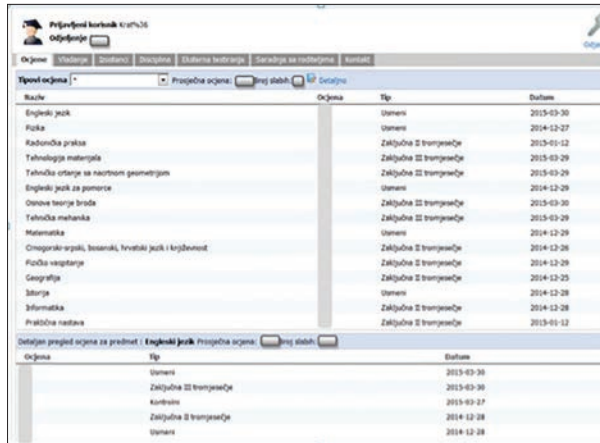 Prijavljeni korisnik Kraf%36
Odjeljenje
Ocjene Vladanje Izostanci Disciplina Eksterna testiranja Saradnja sa roditeljima Kontakt
Tipovi ocjena * Prosječna ocjena: Broj slabih: Detaljno
Naziv Ocjena Tip Datum
Engleski jezik Usmeni 2015-03-30
Fizika Usmeni 2014-12-27
Radionička praksa Zaključna II tromjesečje 2015-01-12
Tehnologija materijala Zaključna III tromjesečje 2015-03-29
Tehničko crtanje sa nacrtnom geometrijom Zaključna III tromjesečje 2015-03-29
Engleski jezik za pomorce Usmeni 2014-12-29
Osnove teorije broda Zaključna III tromjesečje 2015-03-30
Tehnička mehanika Zaključna III tromjesečje 2015-03-29
Matematika Usmeni 2014-12-29
Crnogorski-srpski, bosanski, hrvatski jezik i književnost Zaključna II tromjesečje 2014-12-26
Fizičko vaspitanje Zaključna II tromjesečje 2014-12-29
Geografija Zaključna II tromjesečje 2014-12-25
Istorija Usmeni 2014-12-28
Informatika Zaključna II tromjesečje 2014-12-28
Praktična nastava Zaključna II tromjesečje 2015-01-12
Detaljan pregled ocjena za predmet : Engleski jezik Prosječna ocjena: Broj slabih:
Ocjena Tip Datum
Usmeni 2015-03-30
Zaključna III tromjesečje 2015-03-30
Kontrolni 2015-03-27
Zaključna II tromjesečje 2014-12-28
Usmeni 2014-12-28